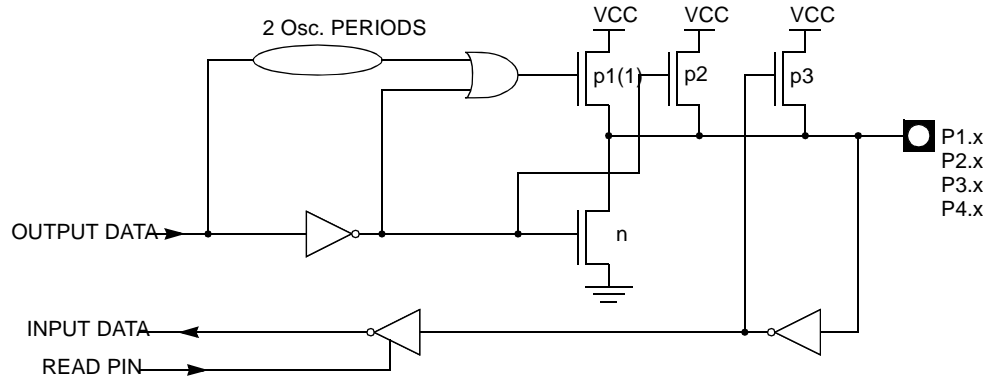 2 Osc. PERIODS
VCC
VCC
VCC
p1(1)
p2
p3
P1.x
P2.x
P3.x
P4.x
OUTPUT DATA
n
INPUT DATA
READ PIN